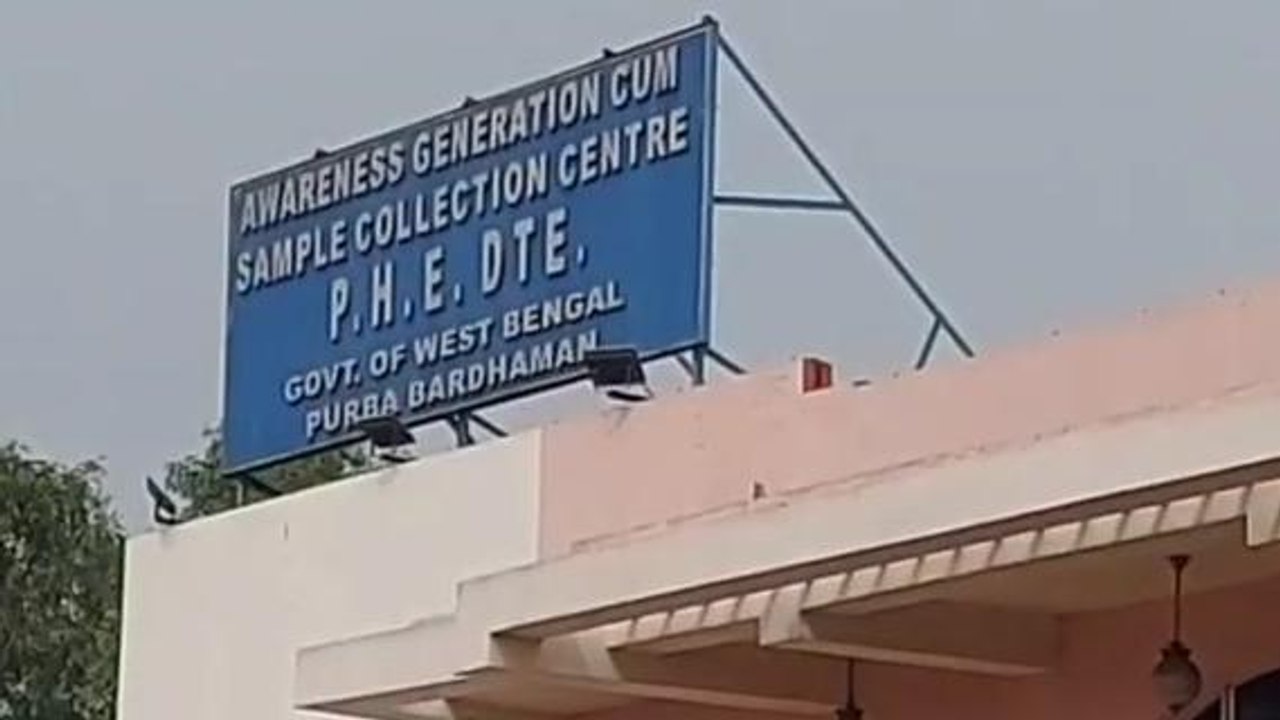 AWARENESS GENERATION CUM
SAMPLE COLLECTION CENTRE
P.H.E. DTE.
GOVT. OF WEST BENGAL
PURBA BARDHAMAN